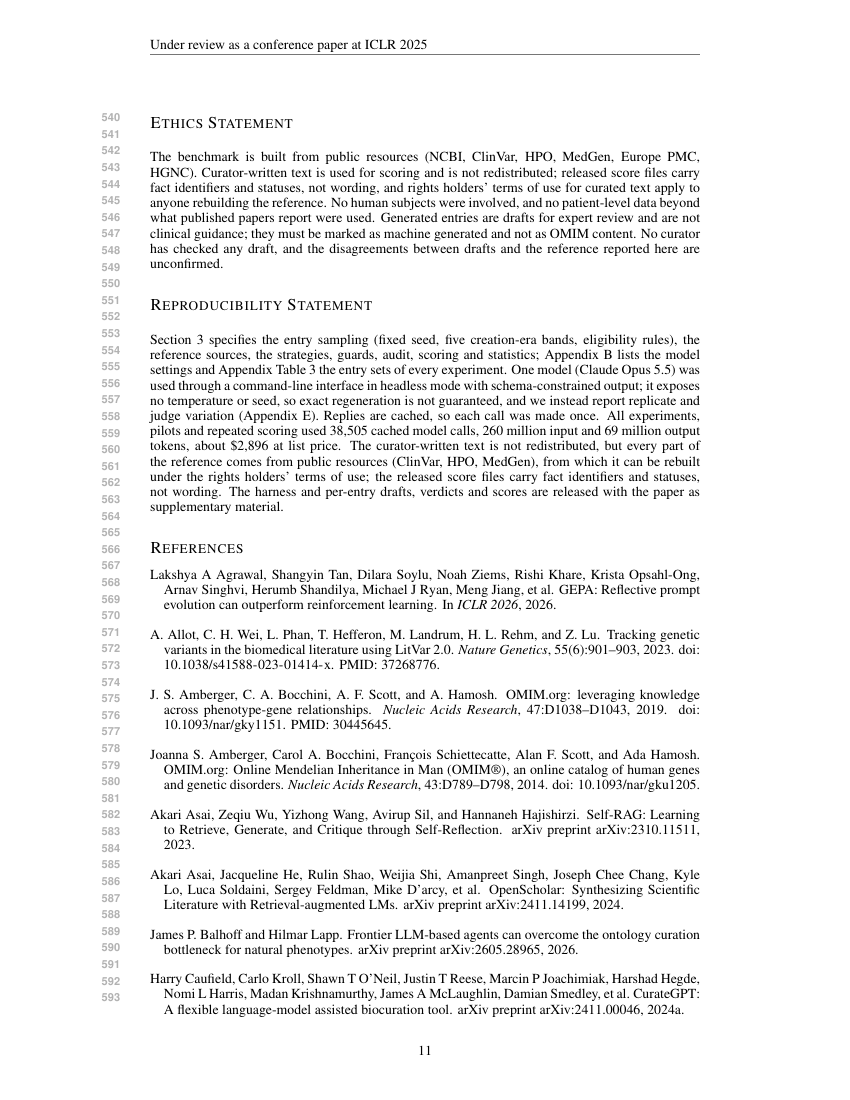 Under review as a conference paper at ICLR 2025
540
541
542
543
544
545
546
547
548
549
550
551
552
553
554
555
556
557
558
559
560
561
562
563
564
565
566
567
568
569
570
571
572
573
574
575
576
577
578
579
580
581
582
583
584
585
586
587
588
589
590
591
592
593
ETHICS STATEMENT
The benchmark is built from public resources (NCBI, ClinVar, HPO, MedGen, Europe PMC,
HGNC). Curator-written text is used for scoring and is not redistributed; released score files carry
fact identifiers and statuses, not wording, and rights holders' terms of use for curated text apply to
anyone rebuilding the reference. No human subjects were involved, and no patient-level data beyond
what published papers report were used. Generated entries are drafts for expert review and are not
clinical guidance; they must be marked as machine generated and not as OMIM content. No curator
has checked any draft, and the disagreements between drafts and the reference reported here are
unconfirmed.
REPRODUCIBILITY STATEMENT
Section 3 specifies the entry sampling (fixed seed, five creation-era bands, eligibility rules), the
reference sources, the strategies, guards, audit, scoring and statistics; Appendix B lists the model
settings and Appendix Table 3 the entry sets of every experiment. One model (Claude Opus 5.5) was
used through a command-line interface in headless mode with schema-constrained output; it exposes
no temperature or seed, so exact regeneration is not guaranteed, and we instead report replicate and
judge variation (Appendix E). Replies are cached, so each call was made once. All experiments,
pilots and repeated scoring used 38,505 cached model calls, 260 million input and 69 million output
tokens, about $2,896 at list price. The curator-written text is not redistributed, but every part of
the reference comes from public resources (ClinVar, HPO, MedGen), from which it can be rebuilt
under the rights holders' terms of use; the released score files carry fact identifiers and statuses,
not wording. The harness and per-entry drafts, verdicts and scores are released with the paper as
supplementary material.
REFERENCES
Lakshya A Agrawal, Shangyin Tan, Dilara Soylu, Noah Ziems, Rishi Khare, Krista Opsahl-Ong,
Arnav Singhvi, Herumb Shandilya, Michael J Ryan, Meng Jiang, et al. GEPA: Reflective prompt
evolution can outperform reinforcement learning. In ICLR 2026, 2026.
A. Allot, C. H. Wei, L. Phan, T. Hefferon, M. Landrum, H. L. Rehm, and Z. Lu. Tracking genetic
variants in the biomedical literature using LitVar 2.0. Nature Genetics, 55(6):901–903, 2023. doi:
10.1038/s41588-023-01414-x. PMID: 37268776.
J. S. Amberger, C. A. Bocchini, A. F. Scott, and A. Hamosh. OMIM.org: leveraging knowledge
across phenotype-gene relationships. Nucleic Acids Research, 47:D1038–D1043, 2019. doi:
10.1093/nar/gky1151. PMID: 30445645.
Joanna S. Amberger, Carol A. Bocchini, François Schiettecatte, Alan F. Scott, and Ada Hamosh.
OMIM.org: Online Mendelian Inheritance in Man (OMIM®), an online catalog of human genes
and genetic disorders. Nucleic Acids Research, 43:D789–D798, 2014. doi: 10.1093/nar/gku1205.
Akari Asai, Zeqiu Wu, Yizhong Wang, Avirup Sil, and Hannaneh Hajishirzi. Self-RAG: Learning
to Retrieve, Generate, and Critique through Self-Reflection. arXiv preprint arXiv:2310.11511,
2023.
Akari Asai, Jacqueline He, Rulin Shao, Weijia Shi, Amanpreet Singh, Joseph Chee Chang, Kyle
Lo, Luca Soldaini, Sergey Feldman, Mike D'arcy, et al. OpenScholar: Synthesizing Scientific
Literature with Retrieval-augmented LMs. arXiv preprint arXiv:2411.14199, 2024.
James P. Balhoff and Hilmar Lapp. Frontier LLM-based agents can overcome the ontology curation
bottleneck for natural phenotypes. arXiv preprint arXiv:2605.28965, 2026.
Harry Caufield, Carlo Kroll, Shawn T O'Neil, Justin T Reese, Marcin P Joachimiak, Harshad Hegde,
Nomi L Harris, Madan Krishnamurthy, James A McLaughlin, Damian Smedley, et al. CurateGPT:
A flexible language-model assisted biocuration tool. arXiv preprint arXiv:2411.00046, 2024a.
11